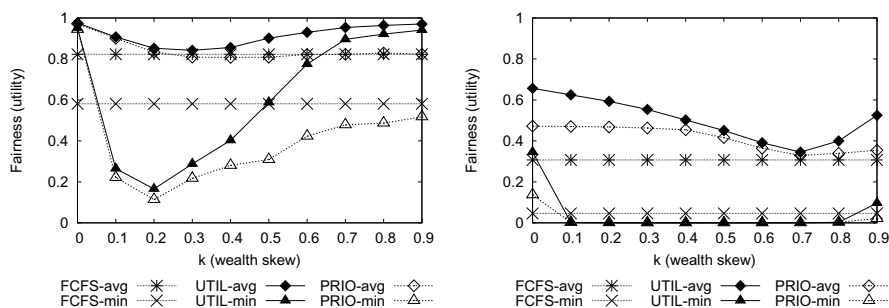 1
0.8
0.6
0.4
0.2
0
Fairness (utility)
0 0.1 0.2 0.3 0.4 0.5 0.6 0.7 0.8 0.9
k (wealth skew)
FCFS-avg UTIL-avg PRIO-avg
FCFS-min UTIL-min PRIO-min
1
0.8
0.6
0.4
0.2
0
Fairness (utility)
0 0.1 0.2 0.3 0.4 0.5 0.6 0.7 0.8 0.9
k (wealth skew)
FCFS-avg UTIL-avg PRIO-avg
FCFS-min UTIL-min PRIO-min